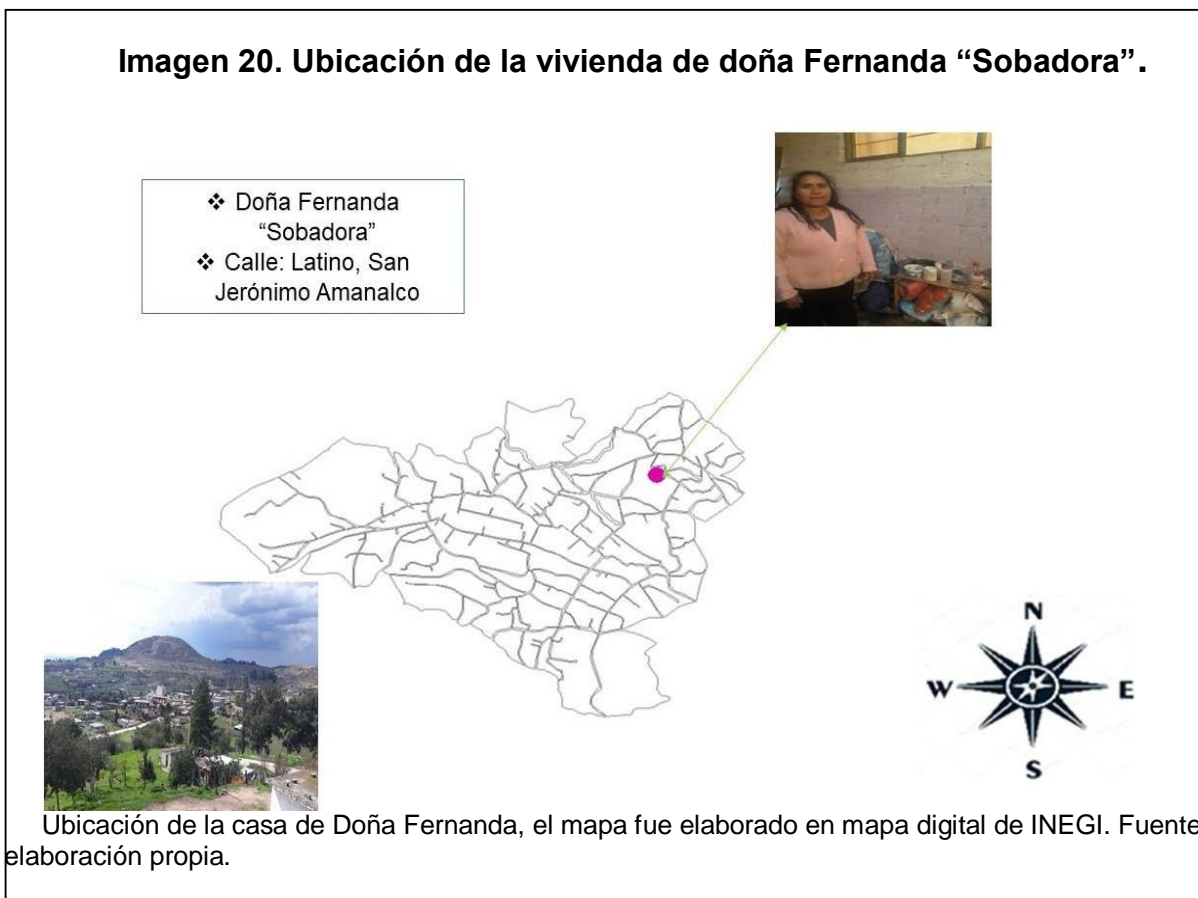 Imagen 20. Ubicación de la vivienda de doña Fernanda “Sobadora”.
❖ Doña Fernanda
“Sobadora”
❖ Calle: Latino, San
Jerónimo Amanalco
N
W
E
S
Ubicación de la casa de Doña Fernanda, el mapa fue elaborado en mapa digital de INEGI. Fuente
elaboración propia.